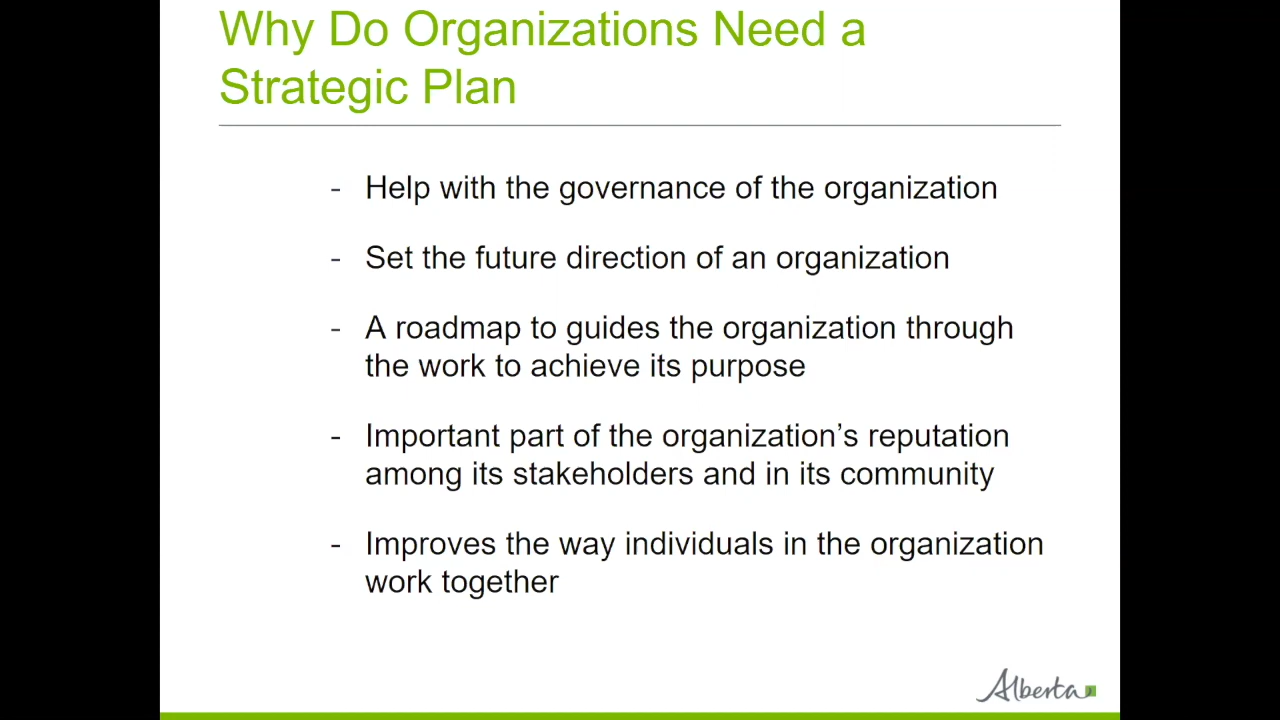 Why Do Organizations Need a
Strategic Plan
- Help with the governance of the organization
- Set the future direction of an organization
- A roadmap to guides the organization through
the work to achieve its purpose
- Important part of the organization’s reputation
among its stakeholders and in its community
- Improves the way individuals in the organization
work together
Alberta